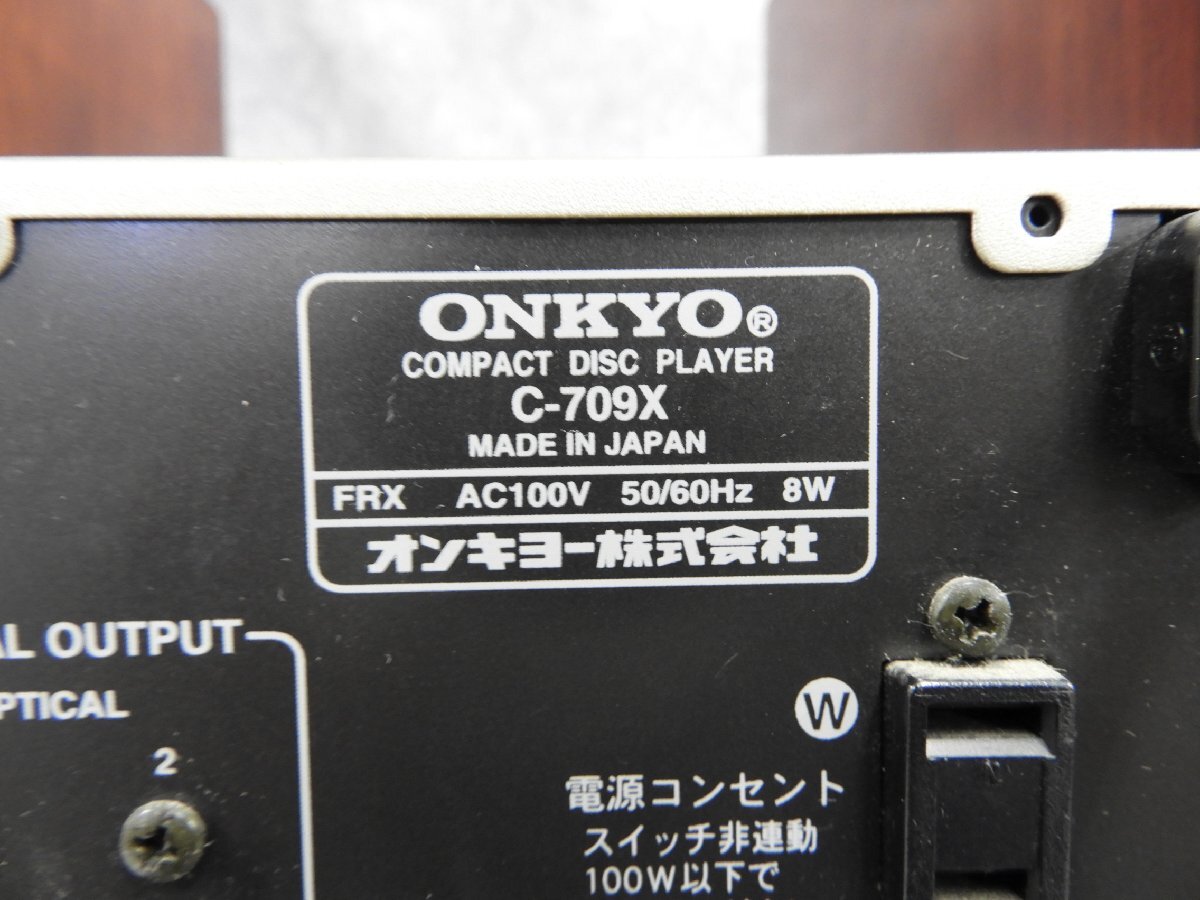 ONKYO®
COMPACT DISC PLAYER
C-709X
MADE IN JAPAN
FRX AC100V 50/60Hz 8W
オンキヨー株式会社
AL OUTPUT
PTICAL
2
W
電源コンセント
スイッチ非連動
100W以下で